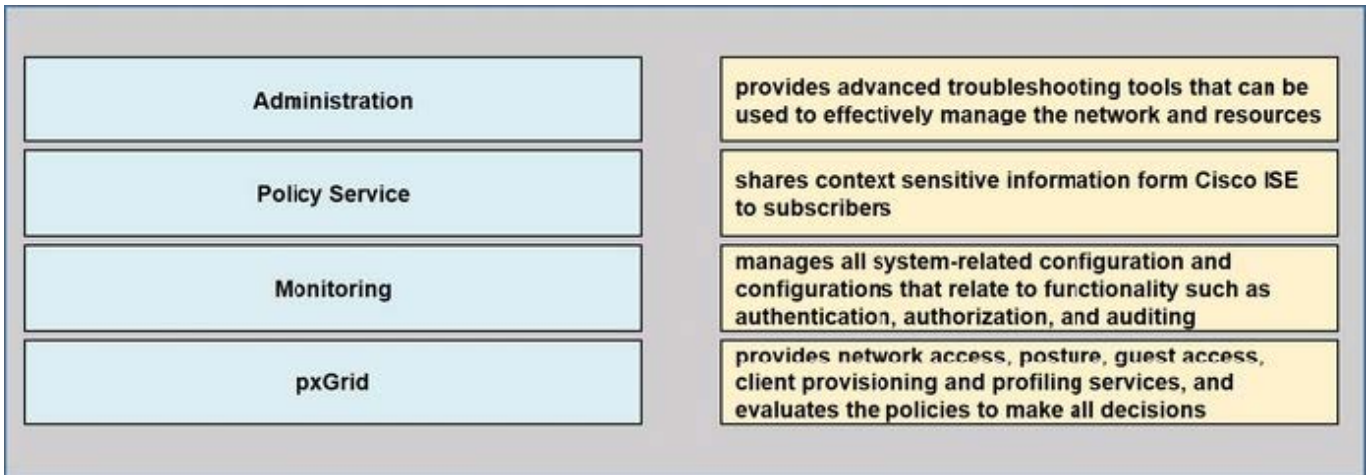 Administration
provides advanced troubleshooting tools that can be
used to effectively manage the network and resources
Policy Service
shares context sensitive information form Cisco ISE
to subscribers
Monitoring
manages all system-related configuration and
configurations that relate to functionality such as
authentication, authorization, and auditing
pxGrid
provides network access, posture, guest access,
client provisioning and profiling services, and
evaluates the policies to make all decisions